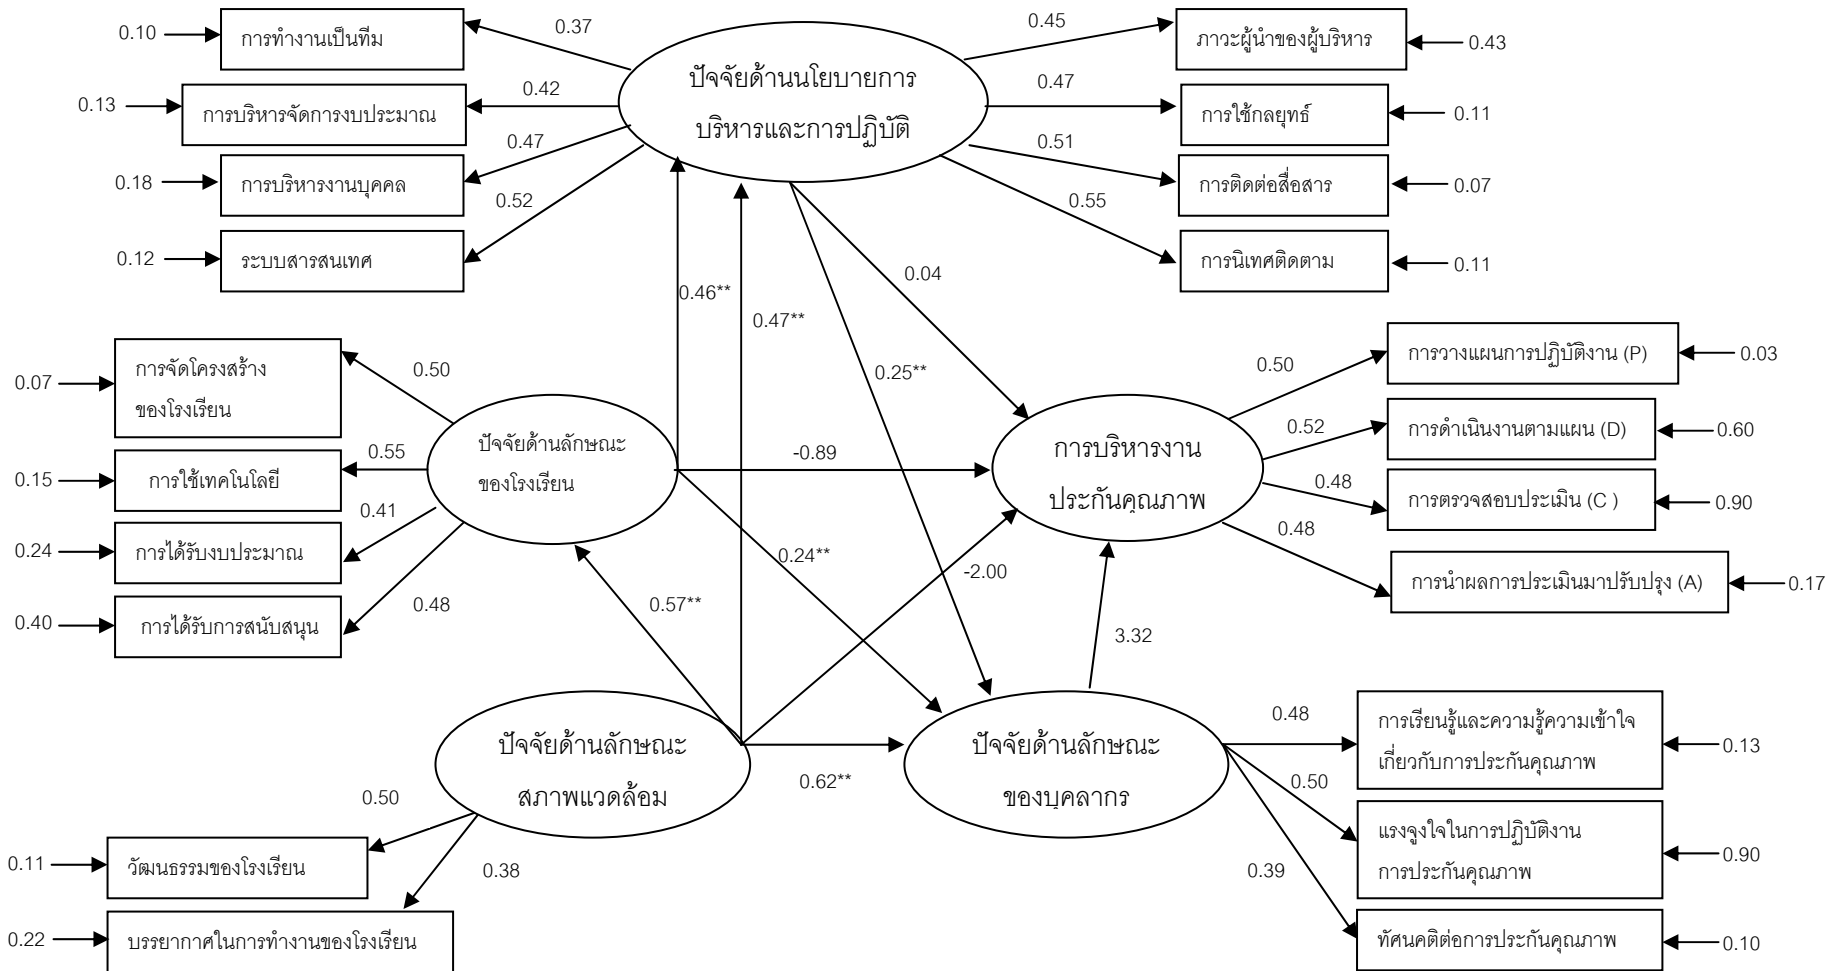 0.10
การทำงานเป็นทีม
0.37
0.13
การบริหารจัดการงบประมาณ
0.42
0.18
การบริหารงานบุคคล
0.47
0.12
ระบบสารสนเทศ
0.52
ปัจจัยด้านนโยบายการ
บริหารและการปฏิบัติ
0.45
ภาวะผู้นำของผู้บริหาร
0.43
0.47
การใช้กลยุทธ์
0.11
0.51
การติดต่อสื่อสาร
0.07
0.55
การนิเทศติดตาม
0.11
0.46**
0.47**
0.04
0.25**
0.07
การจัดโครงสร้าง
ของโรงเรียน
0.50
0.15
การใช้เทคโนโลยี
0.55
0.24
การได้รับงบประมาณ
0.41
0.40
การได้รับการสนับสนุน
0.48
ปัจจัยด้านลักษณะ
ของโรงเรียน
-0.89
0.24**
-2.00
0.57**
3.32
การบริหารงาน
ประกันคุณภาพ
0.50
การวางแผนการปฏิบัติงาน (P)
0.03
0.52
การดำเนินงานตามแผน (D)
0.60
0.48
การตรวจสอบประเมิน (C )
0.90
0.48
การนำผลการประเมินมาปรับปรุง (A)
0.17
ปัจจัยด้านลักษณะ
สภาพแวดล้อม
0.62**
0.50
0.11
วัฒนธรรมของโรงเรียน
0.38
0.22
บรรยากาศในการทำงานของโรงเรียน
ปัจจัยด้านลักษณะ
ของบุคลากร
0.48
การเรียนรู้และความรู้ความเข้าใจ
เกี่ยวกับการประกันคุณภาพ
0.13
0.50
แรงจูงใจในการปฏิบัติงาน
การประกันคุณภาพ
0.90
0.39
ทัศนคติต่อการประกันคุณภาพ
0.10